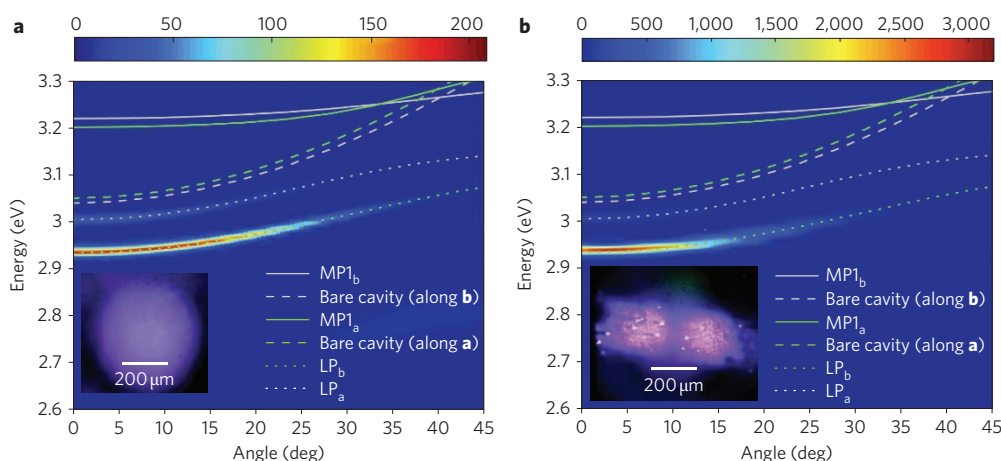 a
0 50 100 150 200
3.3
3.2
3.1
3
2.9
2.8
2.7
2.6
Energy (eV)
MP1b
Bare cavity (along b)
MP1a
Bare cavity (along a)
LPb
LPa
200 μm
0 5 10 15 20 25 30 35 40 45
Angle (deg)
b
0 500 1,000 1,500 2,000 2,500 3,000
3.3
3.2
3.1
3
2.9
2.8
2.7
2.6
Energy (eV)
MP1b
Bare cavity (along b)
MP1a
Bare cavity (along a)
LPb
LPa
200 μm
0 5 10 15 20 25 30 35 40 45
Angle (deg)